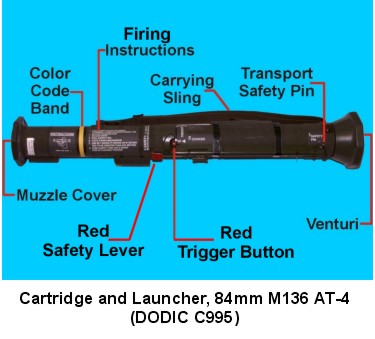 Firing
Instructions
Color
Code
Band
Carrying
Sling
Transport
Safety Pin
Muzzle Cover
Red
Safety Lever
Red
Trigger Button
Venturi
Cartridge and Launcher, 84mm M136 AT-4
(DODIC C995)